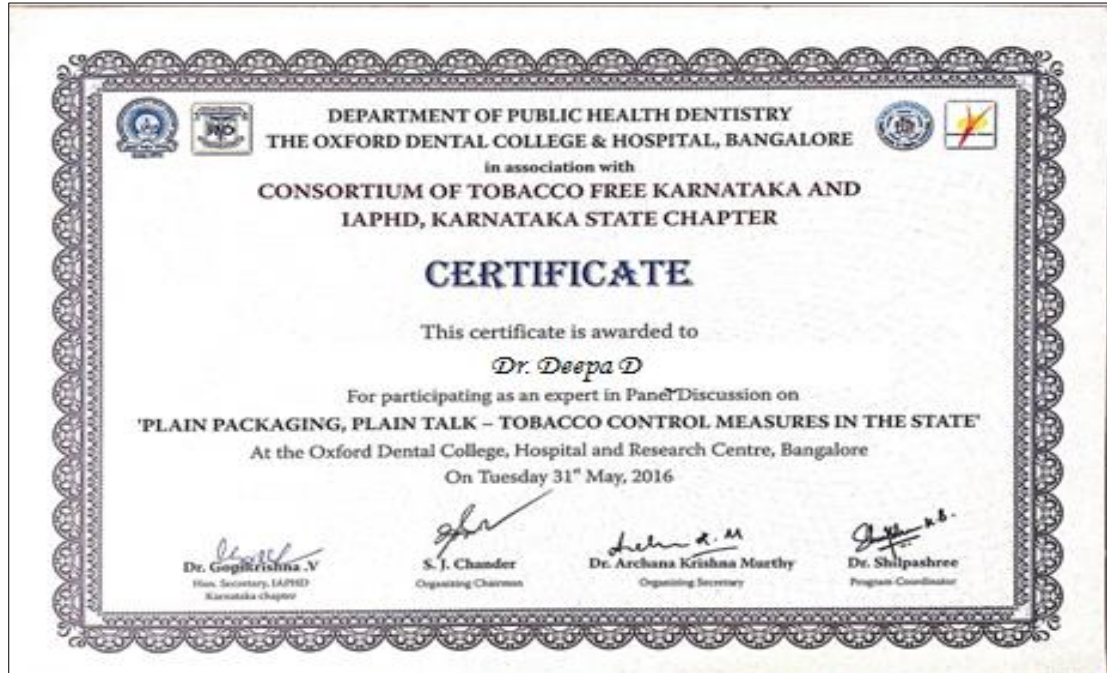 DEPARTMENT OF PUBLIC HEALTH DENTISTRY
THE OXFORD DENTAL COLLEGE & HOSPITAL, BANGALORE
in association with
CONSORTIUM OF TOBACCO FREE KARNATAKA AND
IAPHD, KARNATAKA STATE CHAPTER
CERTIFICATE
This certificate is awarded to
Dr. Deepa D
For participating as an expert in Panel Discussion on
'PLAIN PACKAGING, PLAIN TALK – TOBACCO CONTROL MEASURES IN THE STATE'
At the Oxford Dental College, Hospital and Research Centre, Bangalore
On Tuesday 31st May, 2016
Dr. Gopikrishna .V S. J. Chander Dr. Archana Krishna Murthy Dr. Shilpashree
Hon. Secretary, IAPHD Organizing Chairman Organizing Secretary Program Coordinator
Karnataka chapter